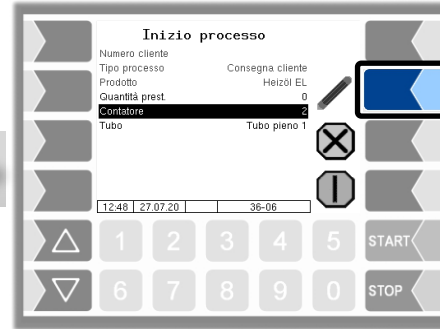 Inizio processo
Numero cliente
Tipo processo Consegna cliente
Prodotto Heizöl EL
Quantità prest. 0
Contatore 2
Tubo Tubo pieno 1
12:48 27.07.20 36-06
1 2 3 4 5 START
6 7 8 9 0 STOP